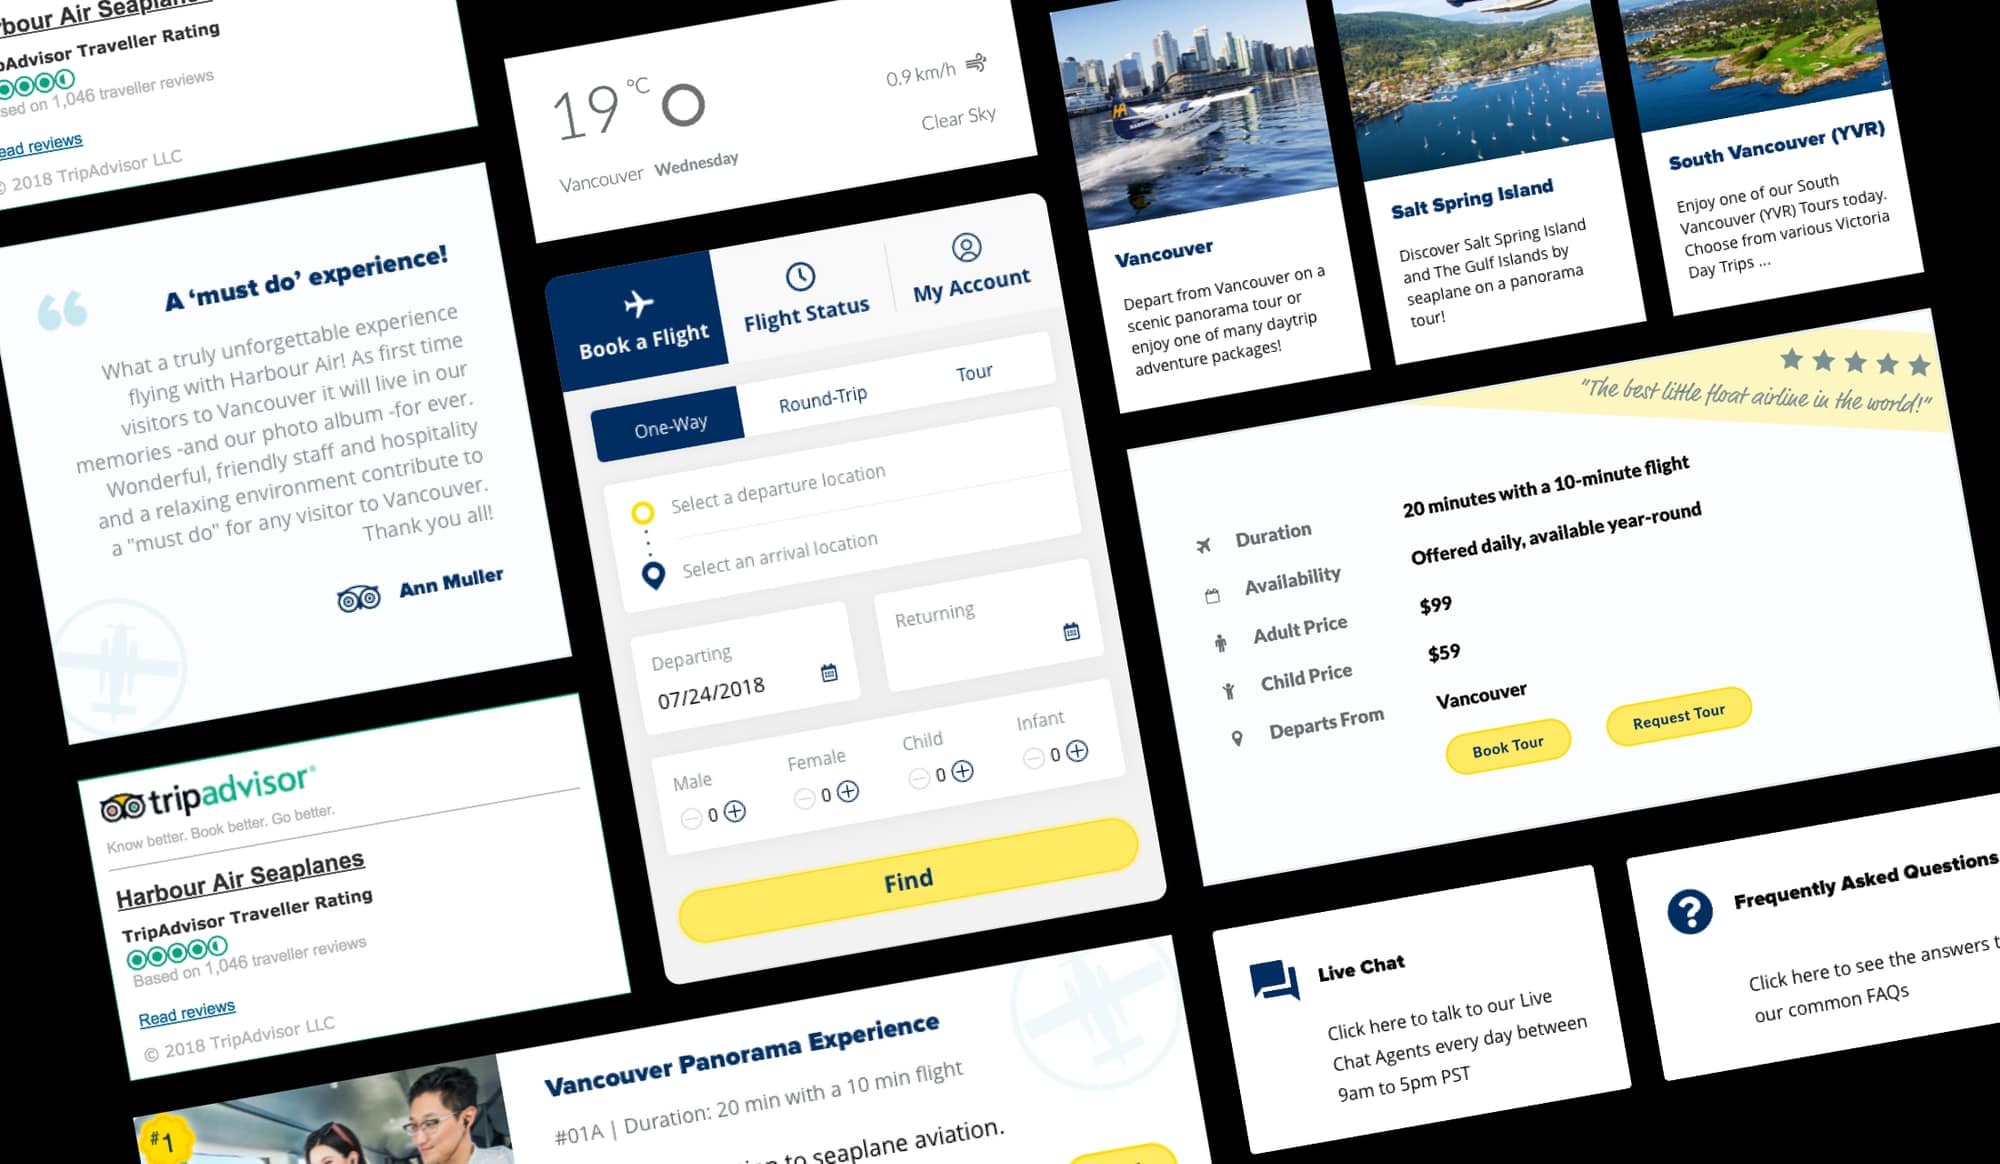 bour Air Seaplanes
pAdvisor Traveller Rating
sed on 1,046 traveller reviews
ead reviews
© 2018 TripAdvisor LLC
A ‘must do’ experience!
What a truly unforgettable experience
flying with Harbour Air! As first time
visitors to Vancouver it will live in our
memories -and our photo album -for ever.
Wonderful, friendly staff and hospitality
and a relaxing environment contribute to
a "must do" for any visitor to Vancouver.
Thank you all!
Ann Muller
tripadvisor®
Know better. Book better. Go better.
Harbour Air Seaplanes
TripAdvisor Traveller Rating
Based on 1,046 traveller reviews
Read reviews
© 2018 TripAdvisor LLC
#1
19 °C
0.9 km/h
Clear Sky
Vancouver Wednesday
Book a Flight
Flight Status
My Account
One-Way
Round-Trip
Tour
Select a departure location
Select an arrival location
Departing
07/24/2018
Returning
Male
0
Female
0
Child
0
Infant
0
Find
Vancouver Panorama Experience
#01A | Duration: 20 min with a 10 min flight
to seaplane aviation.
Vancouver
Depart from Vancouver on a
scenic panorama tour or
enjoy one of many daytrip
adventure packages!
Salt Spring Island
Discover Salt Spring Island
and The Gulf Islands by
seaplane on a panorama
tour!
South Vancouver (YVR)
Enjoy one of our South
Vancouver (YVR) Tours today.
Choose from various Victoria
Day Trips ...
"The best little float airline in the world!"
Duration
20 minutes with a 10-minute flight
Availability
Offered daily, available year-round
Adult Price
$99
Child Price
$59
Departs From
Vancouver
Book Tour
Request Tour
Live Chat
Click here to talk to our Live
Chat Agents every day between
9am to 5pm PST
Frequently Asked Questions
Click here to see the answers t
our common FAQs